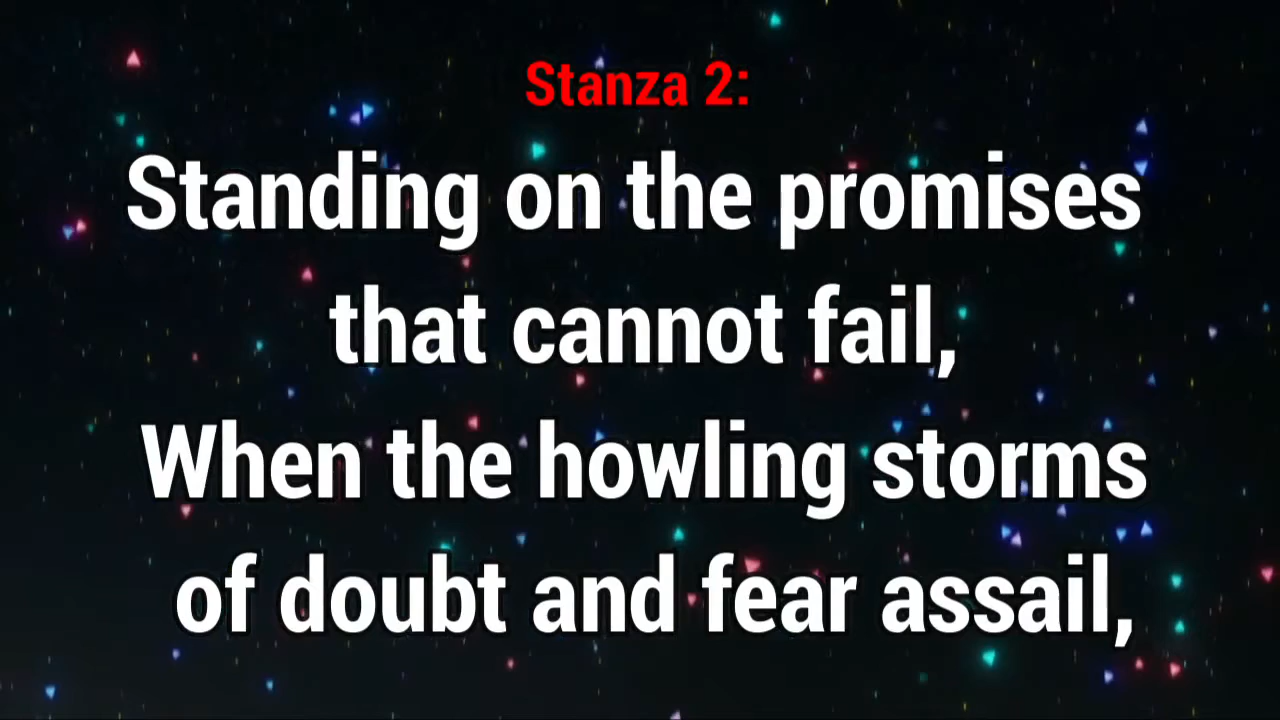 Stanza 2:
Standing on the promises
that cannot fail,
When the howling storms
of doubt and fear assail,